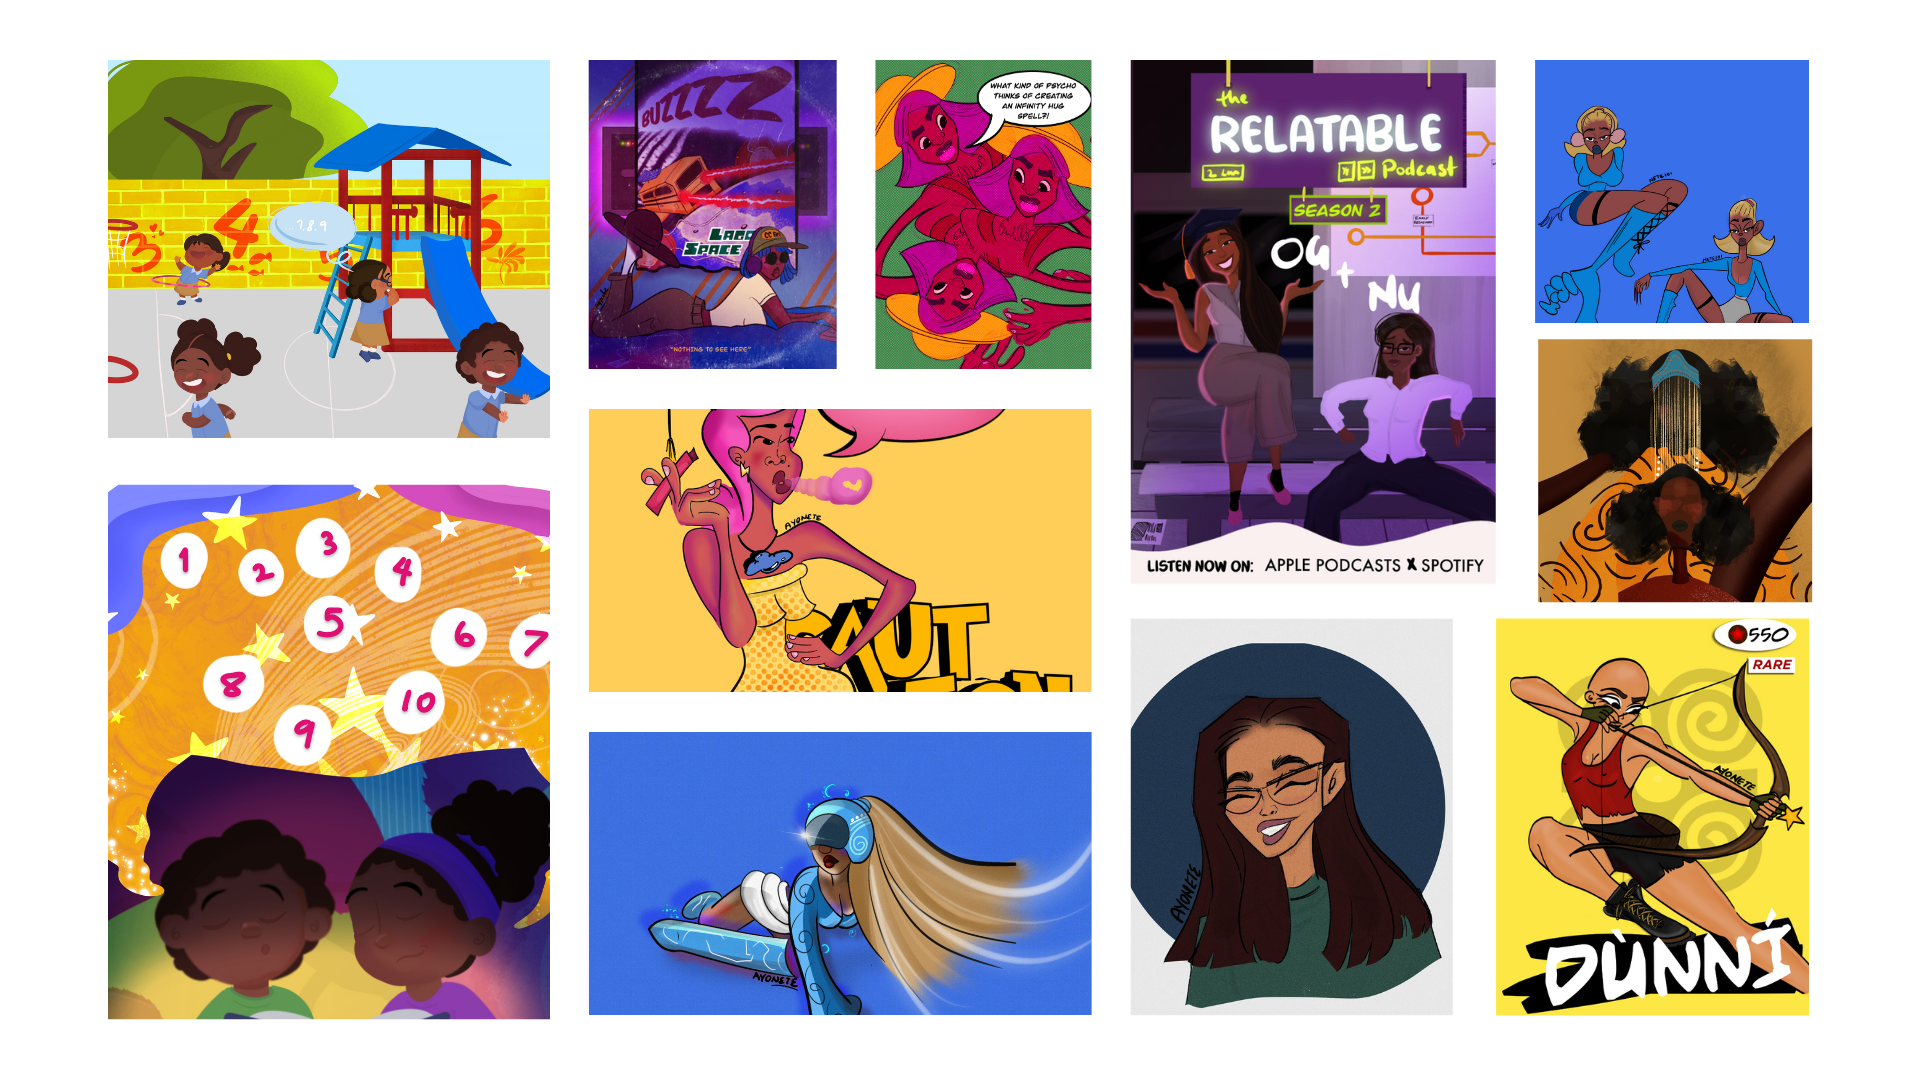 3
4
5
6
7.8.9
1
2
3
4
5
6
7
8
9
10
BUZZZZ
SPACE
"NOTHING TO SEE HERE"
WHAT KIND OF PSYCHO
THINKS OF CREATING
AN INFINITY HUG
SPELL?!
AYONETE
AUT
AYONETE
the
RELATABLE
Podcast
SEASON 2
OG
+
NU
LISTEN NOW ON: APPLE PODCASTS X SPOTIFY
AYONETE
550
RARE
AYONETE
DÙNNÍ